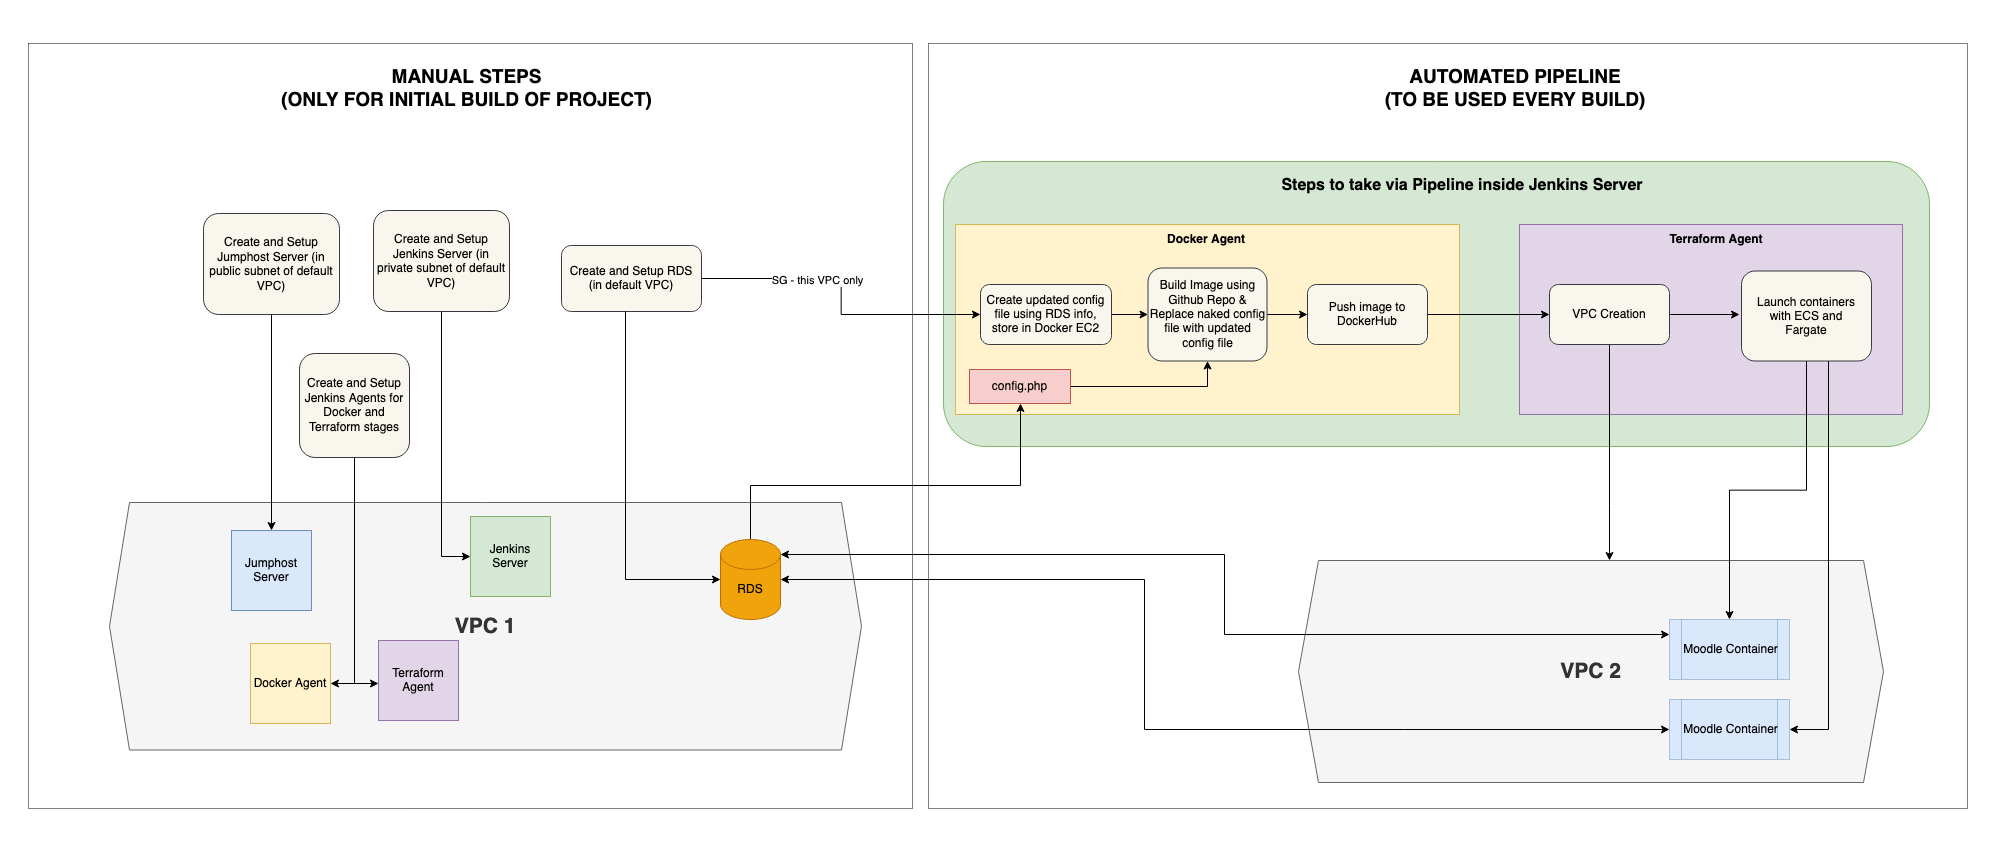 MANUAL STEPS
(ONLY FOR INITIAL BUILD OF PROJECT)
Create and Setup
Jumphost Server (in
public subnet of default
VPC)
Create and Setup
Jenkins Server (in
private subnet of default
VPC)
Create and Setup RDS
(in default VPC)
SG - this VPC only
Create and Setup
Jenkins Agents for
Docker and
Terraform stages
Jumphost
Server
Jenkins
Server
RDS
VPC 1
Docker Agent
Terraform
Agent
AUTOMATED PIPELINE
(TO BE USED EVERY BUILD)
Steps to take via Pipeline inside Jenkins Server
Docker Agent
Create updated config
file using RDS info,
store in Docker EC2
Build Image using
Github Repo &
Replace naked config
file with updated
config file
Push image to
DockerHub
config.php
Terraform Agent
VPC Creation
Launch containers
with ECS and
Fargate
VPC 2
Moodle Container
Moodle Container